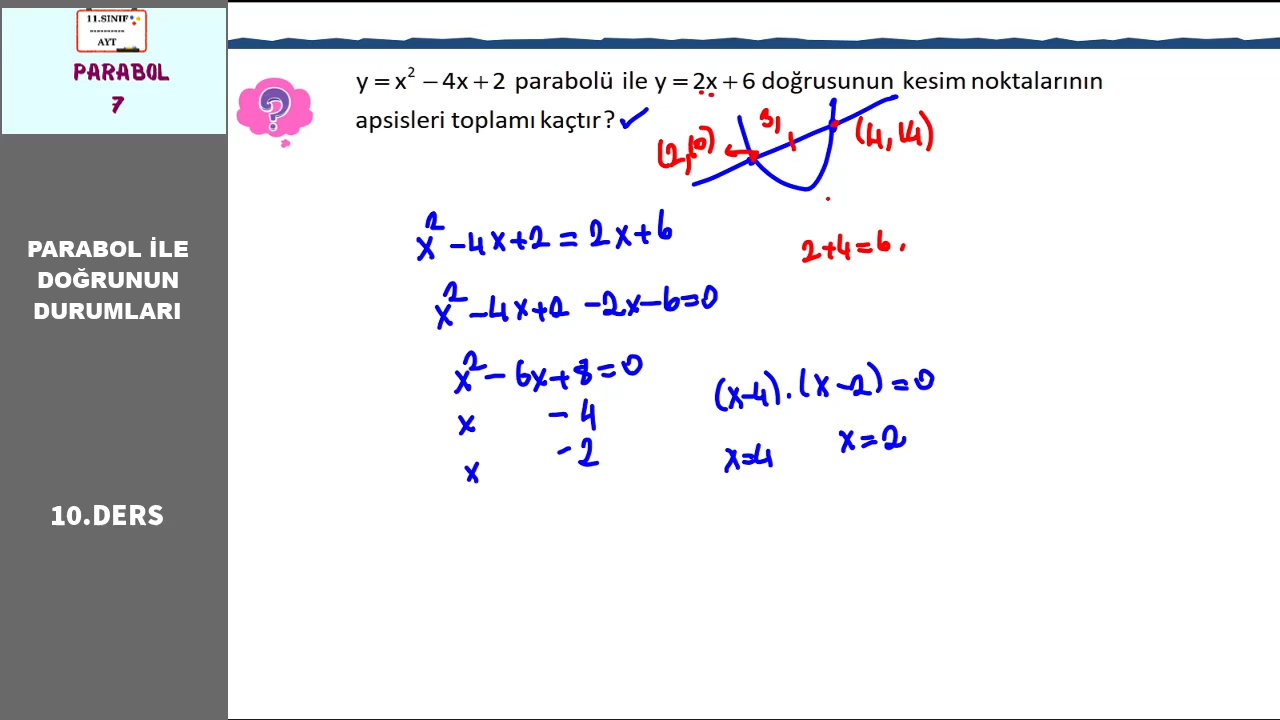 11.SINIF
AYT
PARABOL
7
PARABOL İLE
DOĞRUNUN
DURUMLARI
10.DERS
y = x² − 4x + 2 parabolü ile y = 2x + 6 doğrusunun kesim noktalarının
apsisleri toplamı kaçtır?
(2,10)
3,
(4,14)
x² - 4x + 2 = 2x + 6
2+4=6.
x² - 4x + 2 - 2x - 6 = 0
x² - 6x + 8 = 0
x - 4
x - 2
(x-4).(x-2) = 0
x=4 x=2